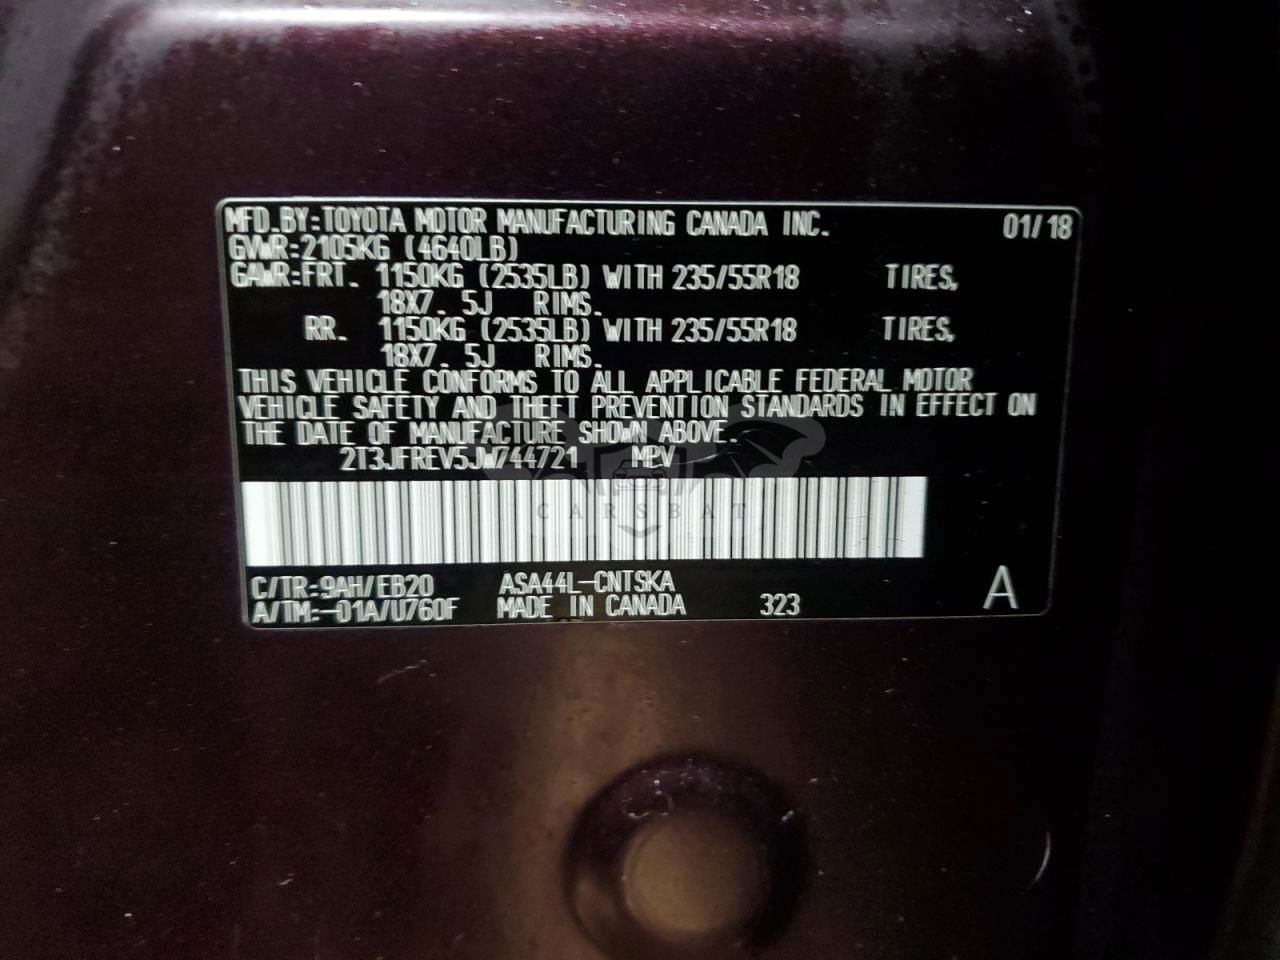 MFD.BY:TOYOTA MOTOR MANUFACTURING CANADA INC. 01/18
GVWR:2105KG (4640LB)
GAWR:FRT. 1150KG (2535LB) WITH 235/55R18 TIRES,
18X7.5J RIMS.
RR. 1150KG (2535LB) WITH 235/55R18 TIRES,
18X7.5J RIMS.
THIS VEHICLE CONFORMS TO ALL APPLICABLE FEDERAL MOTOR
VEHICLE SAFETY AND THEFT PREVENTION STANDARDS IN EFFECT ON
THE DATE OF MANUFACTURE SHOWN ABOVE.
2T3JFREV5JW744721 MPV
CARSBAT
C/TR:9AH/EB20 ASA44L-CNTSKA A
A/TM:-01A/U760F MADE IN CANADA 323